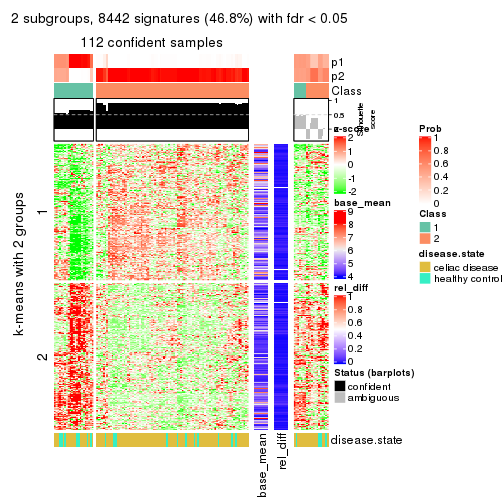 2 subgroups, 8442 signatures (46.8%) with fdr < 0.05
112 confident samples
p1
p2
Class
1
0.5
0
Silhouette
score
k-means with 2 groups
1
2
z-score
2
1
0
-1
-2
base_mean
9
8
7
6
5
4
rel_diff
1
0.8
0.6
0.4
0.2
0
Status (barplots)
confident
ambiguous
Prob
1
0.8
0.6
0.4
0.2
0
Class
1
2
disease.state
celiac disease
healthy control
disease.state
base_mean
rel_diff